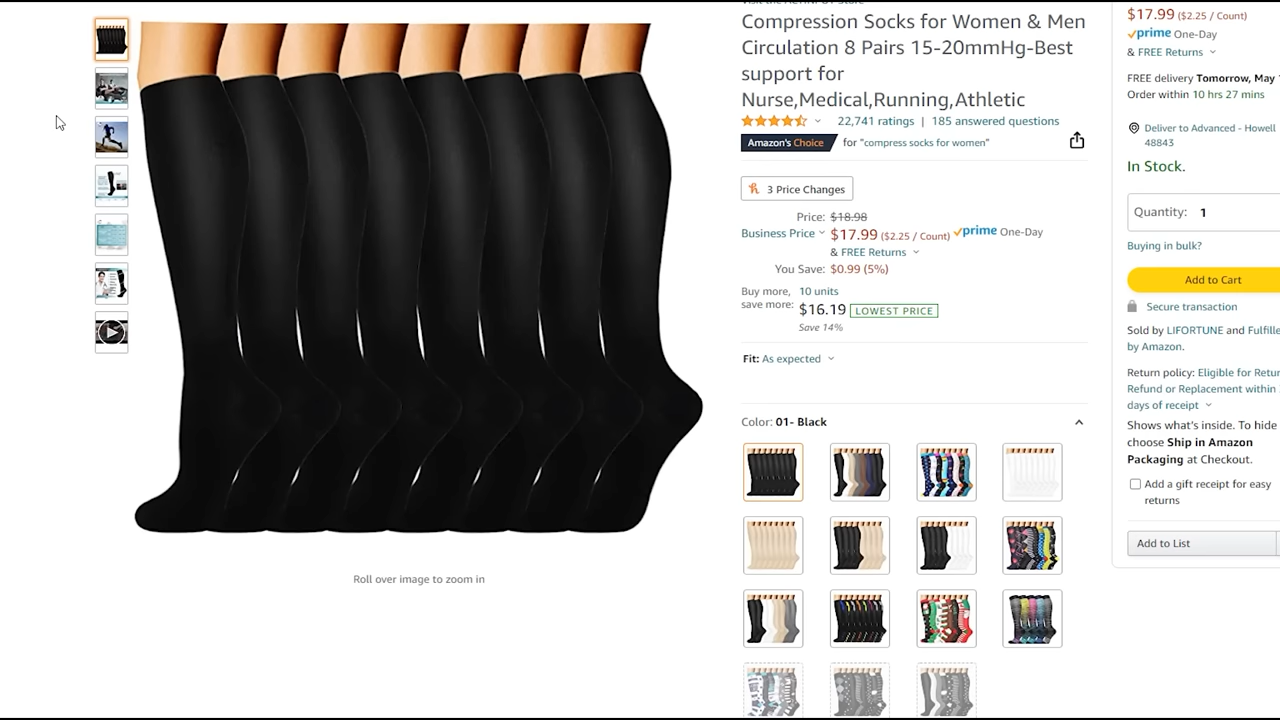 Compression Socks for Women & Men
Circulation 8 Pairs 15-20mmHg-Best
support for
Nurse,Medical,Running,Athletic
22,741 ratings | 185 answered questions
Amazon's Choice for "compress socks for women"
3 Price Changes
Price: $18.98
Business Price $17.99 ($2.25 / Count) prime One-Day
& FREE Returns
You Save: $0.99 (5%)
Buy more, 10 units
save more: $16.19 LOWEST PRICE
Save 14%
Fit: As expected
Color: 01- Black
Roll over image to zoom in
$17.99 ($2.25 / Count)
prime One-Day
& FREE Returns
FREE delivery Tomorrow, May
Order within 10 hrs 27 mins
Deliver to Advanced - Howell
48843
In Stock.
Quantity: 1
Buying in bulk?
Add to Cart
Secure transaction
Sold by LIFORTUNE and Fulfille
by Amazon.
Return policy: Eligible for Retur
Refund or Replacement within
days of receipt
Shows what's inside. To hide
choose Ship in Amazon
Packaging at Checkout.
Add a gift receipt for easy
returns
Add to List